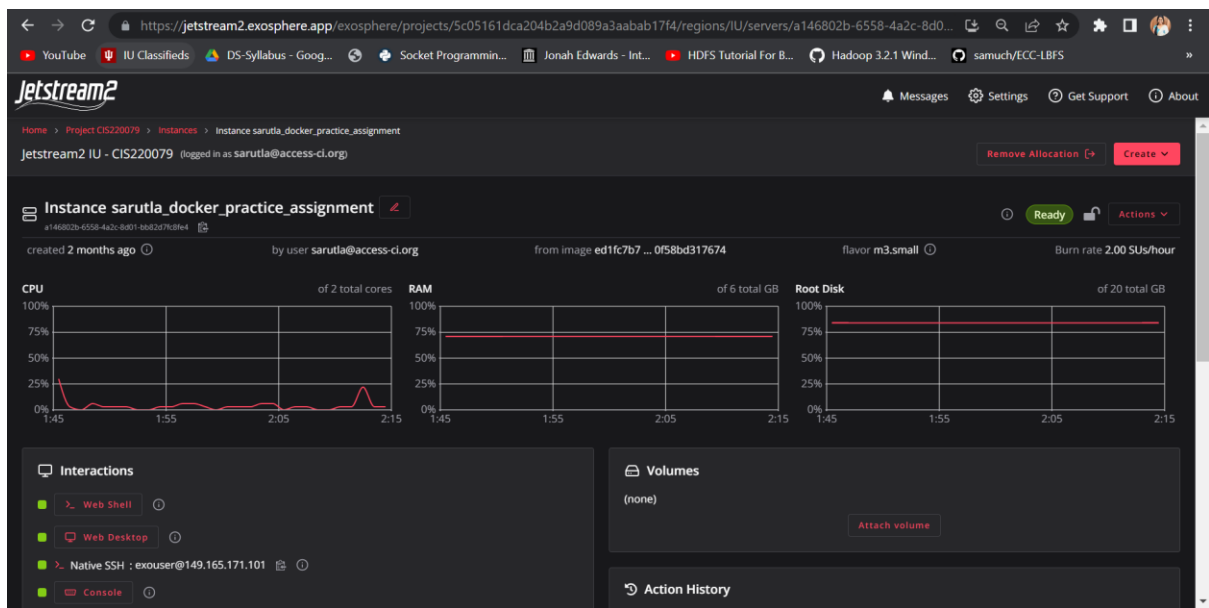 https://jetstream2.exosphere.app/exosphere/projects/5c05161dca204b2a9d089a3aabab17f4/regions/IU/servers/a146802b-6558-4a2c-8d0...
YouTube IU Classifieds DS-Syllabus - Goog... Socket Programmin... Jonah Edwards - Int... HDFS Tutorial For B... Hadoop 3.2.1 Wind... samuch/ECC-LBFS »
Jetstream2 Messages Settings Get Support About
Home > Project CIS220079 > Instances > Instance sarutla_docker_practice_assignment
Jetstream2 IU - CIS220079 (logged in as sarutla@access-ci.org) Remove Allocation Create
Instance sarutla_docker_practice_assignment Ready Actions
a146802b-6558-4a2c-8d01-bb82d7fc8fe4
created 2 months ago by user sarutla@access-ci.org from image ed1fc7b7 ... 0f58bd317674 flavor m3.small Burn rate 2.00 SUs/hour
CPU of 2 total cores RAM of 6 total GB Root Disk of 20 total GB
100% 100% 100%
75% 75% 75%
50% 50% 50%
25% 25% 25%
0% 0% 0%
1:45 1:55 2:05 2:15 1:45 1:55 2:05 2:15 1:45 1:55 2:05 2:15
Interactions
>_ Web Shell
Web Desktop
>_ Native SSH : exouser@149.165.171.101
Console
Volumes
(none)
Attach volume
Action History